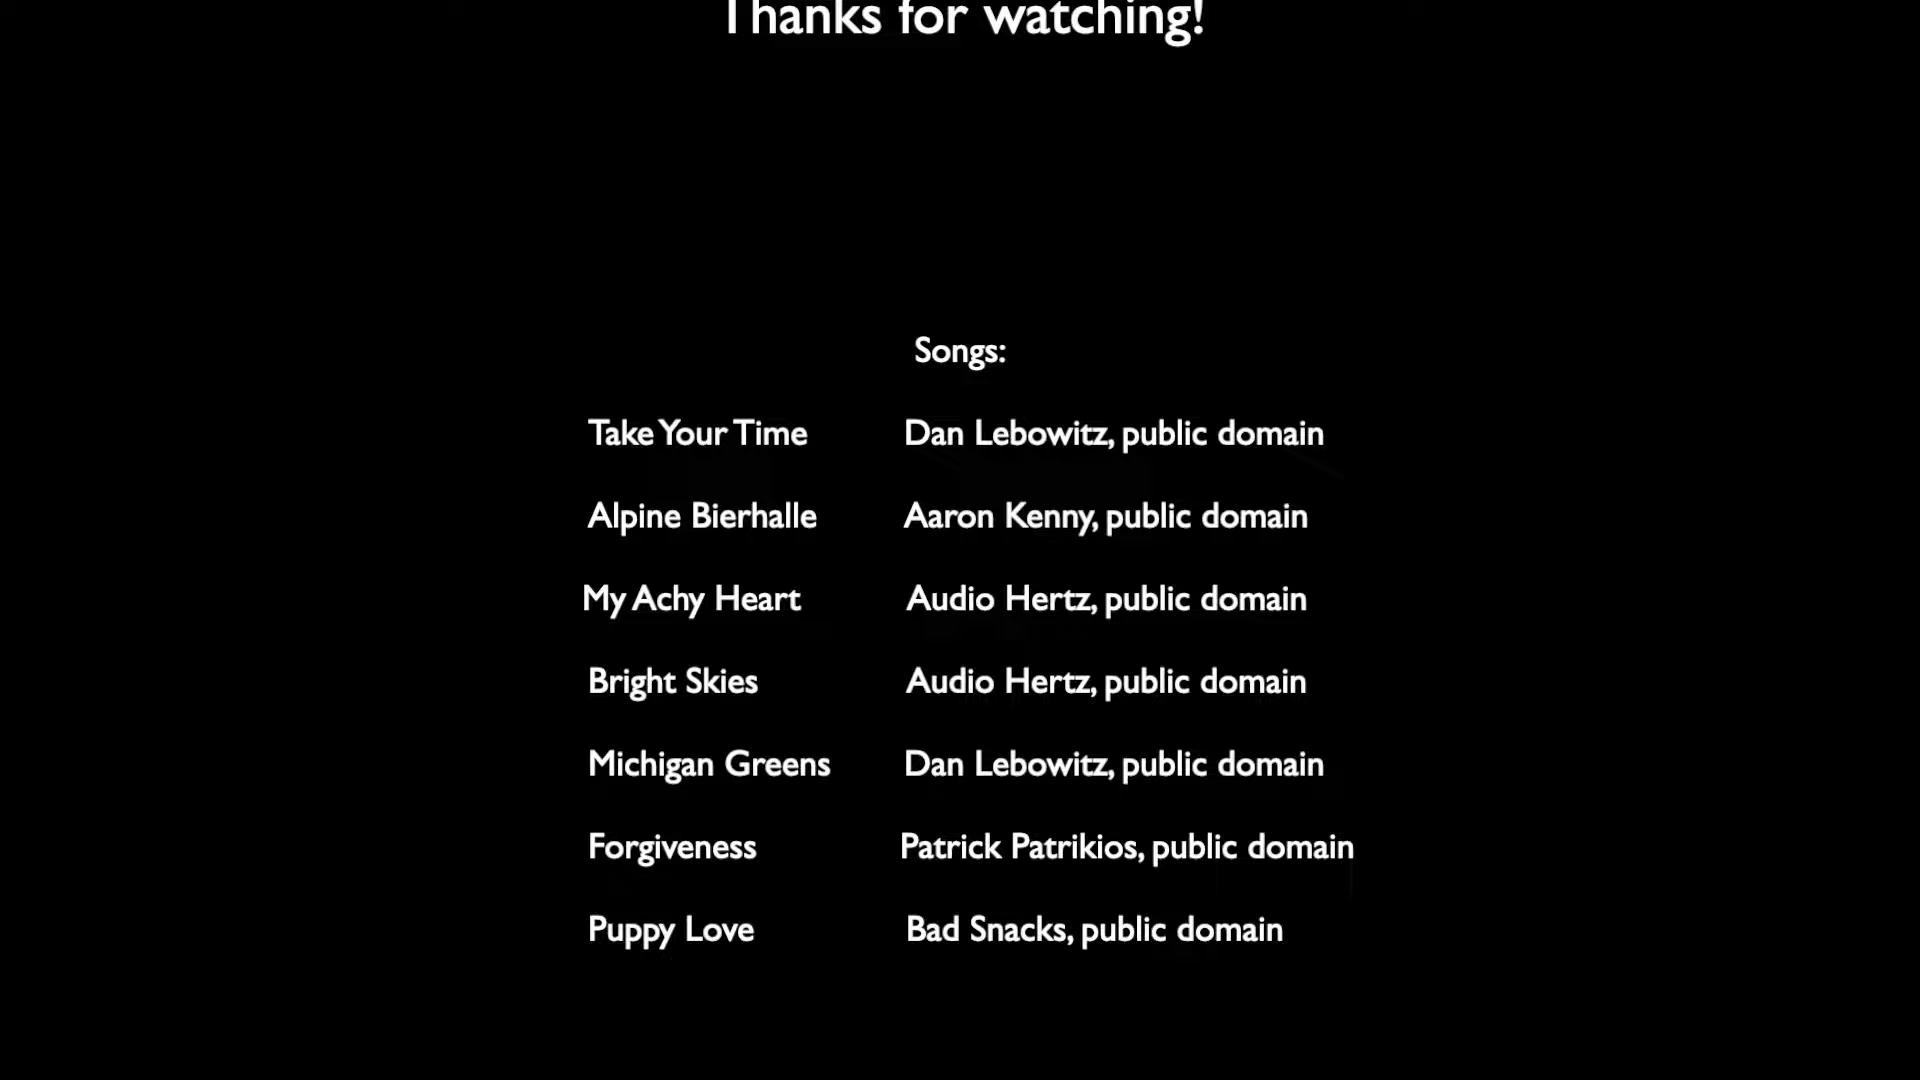 Thanks for watching!
Songs:
Take Your Time Dan Lebowitz, public domain
Alpine Bierhalle Aaron Kenny, public domain
My Achy Heart Audio Hertz, public domain
Bright Skies Audio Hertz, public domain
Michigan Greens Dan Lebowitz, public domain
Forgiveness Patrick Patrikios, public domain
Puppy Love Bad Snacks, public domain